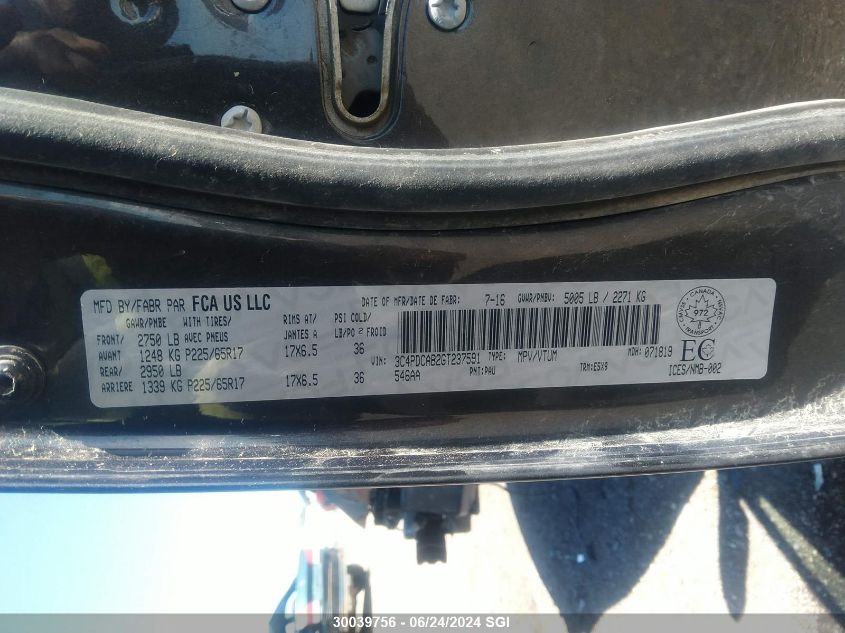 MFD BY/FABR PAR FCA US LLC DATE OF MFR/DATE DE FABR: 7-16 GVWR/PNBV: 5005 LB / 2271 KG
GAWR/PNBE WITH TIRES/ RIMS AT/ PSI COLD/
AVEC PNEUS JANTES A LB/PO 2 FROID
FRONT/ 2750 LB
AVANT 1248 KG P225/65R17 17X6.5 36
REAR/ 2950 LB
ARRIERE 1339 KG P225/65R17 17X6.5 36
VIN: 3C4PDCAB2GT237591 TYPE: MPV/VTUM MDH: 071819
546AA PNT: PAU TRM: E5X9
CANADA
972
EC
ICES/NMB-002
30039756 - 06/24/2024 SGI